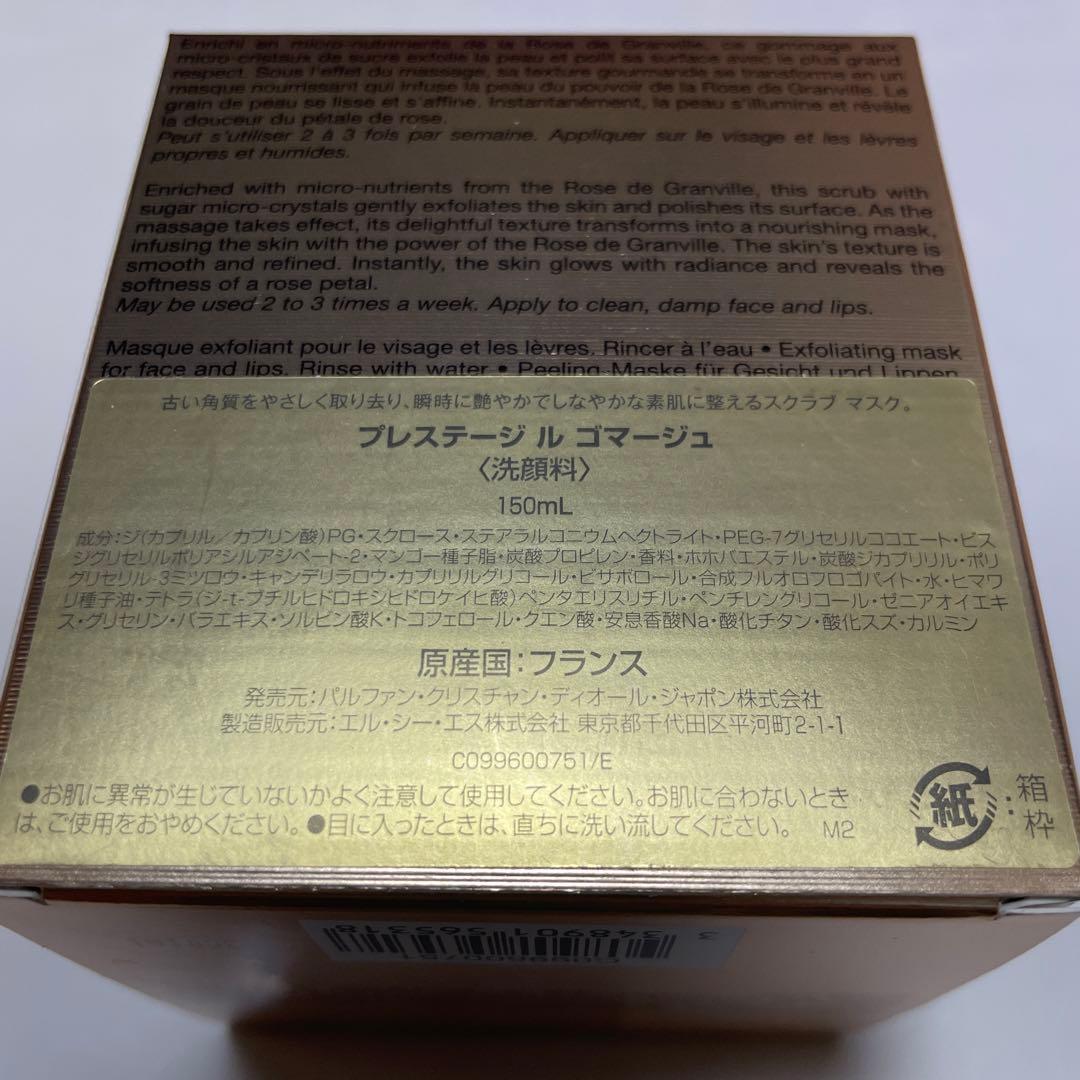 Enrichi en micro-nutriments de la Rose de Granville, ce gommage aux
micro-cristaux de sucre exfolie la peau et polis sa surface avec le plus grand
respect. Sous l'effet du massage, sa texture gourmande se transforme en un
masque nourrissant qui infuse la peau du pouvoir de la Rose de Granville. Le
grain de peau se lisse et s'affine. Instantanément, la peau s'illumine et révèle
la douceur du pétale de rose.
Peut s'utiliser 2 à 3 fois par semaine. Appliquer sur le visage et les lèvres
propres et humides.
Enriched with micro-nutrients from the Rose de Granville, this scrub with
sugar micro-crystals gently exfoliates the skin and polishes its surface. As the
massage takes effect, its delightful texture transforms into a nourishing mask,
infusing the skin with the power of the Rose de Granville. The skin's texture is
smooth and refined. Instantly, the skin glows with radiance and reveals the
softness of a rose petal.
May be used 2 to 3 times a week. Apply to clean, damp face and lips.
Masque exfoliant pour le visage et les lèvres. Rincer à l'eau • Exfoliating mask
for face and lips. Rinse with water • Peeling-Maske für Gesicht und Lippen
古い角質をやさしく取り去り、瞬時に艶やかでしなやかな素肌に整えるスクラブ マスク。
プレステージ ル ゴマージュ
〈洗顔料〉
150mL
成分:ジ(カプリル/カプリン酸)PG・スクロース・ステアラルコニウムヘクトライト・PEG-7グリセリルココエート・ビス
ジグリセリルポリアシルアジペート-2・マンゴー種子脂・炭酸プロピレン・香料・ホホバエステル・炭酸ジカプリリル・ポリ
グリセリル-3ミツロウ・キャンデリラロウ・カプリリルグリコール・ビサボロール・合成フルオロフロゴパイト・水・ヒマワ
リ種子油・テトラ(ジ-t-ブチルヒドロキシヒドロケイヒ酸)ペンタエリスリチル・ペンチレングリコール・ゼニアオイエキ
ス・グリセリン・バラエキス・ソルビン酸K・トコフェロール・クエン酸・安息香酸Na・酸化チタン・酸化スズ・カルミン
原産国:フランス
発売元:パルファン・クリスチャン・ディオール・ジャポン株式会社
製造販売元:エル・シー・エス株式会社 東京都千代田区平河町2-1-1
C099600751/E
●お肌に異常が生じていないかよく注意して使用してください。お肌に合わないとき
は、ご使用をおやめください。●目に入ったときは、直ちに洗い流してください。 M2
紙 : 箱 枠
3 348901 365318
C099600751